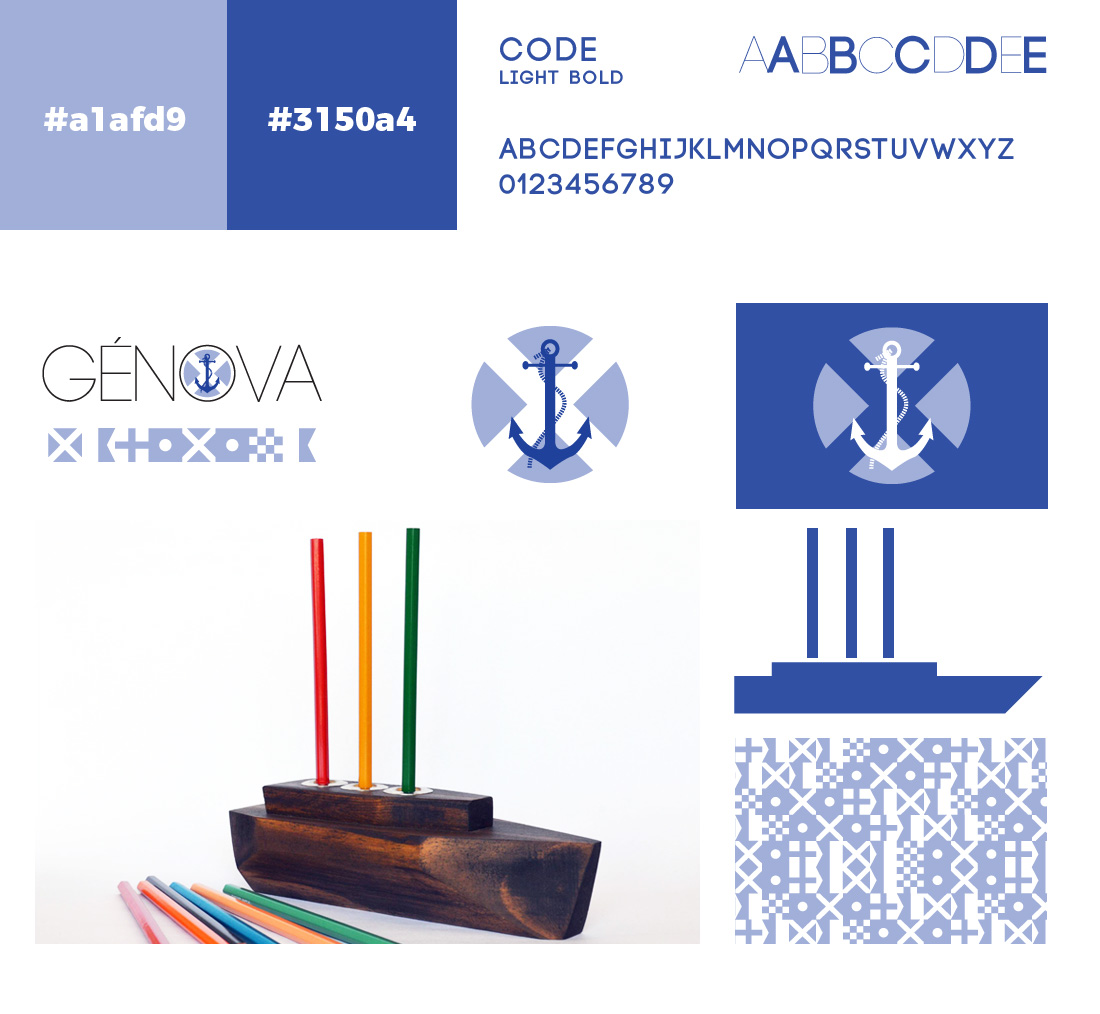 #a1afd9
#3150a4
CODE
LIGHT BOLD
AABBCCDDEE
ABCDEFGHIJKLMNOPQRSTUVWXYZ
0123456789
GÉNOVA